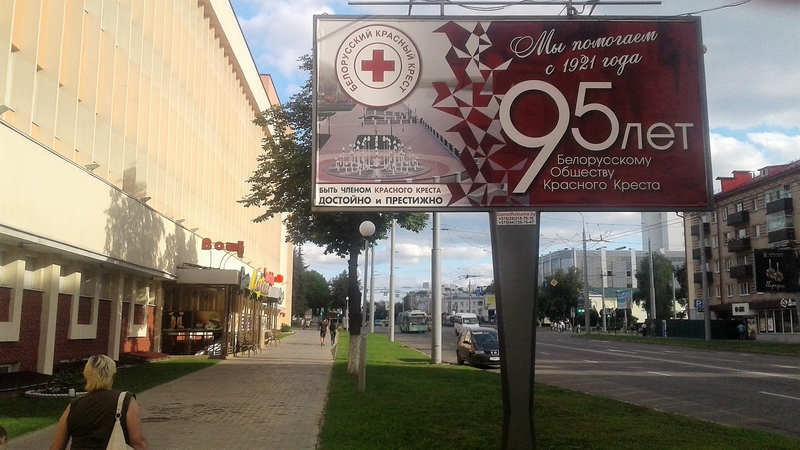 БЕЛОРУССКИЙ КРАСНЫЙ КРЕСТ
Мы помогаем
с 1921 года
95 лет
Белорусскому
Обществу
Красного Креста
БЫТЬ ЧЛЕНОМ КРАСНОГО КРЕСТА
ДОСТОЙНО и ПРЕСТИЖНО